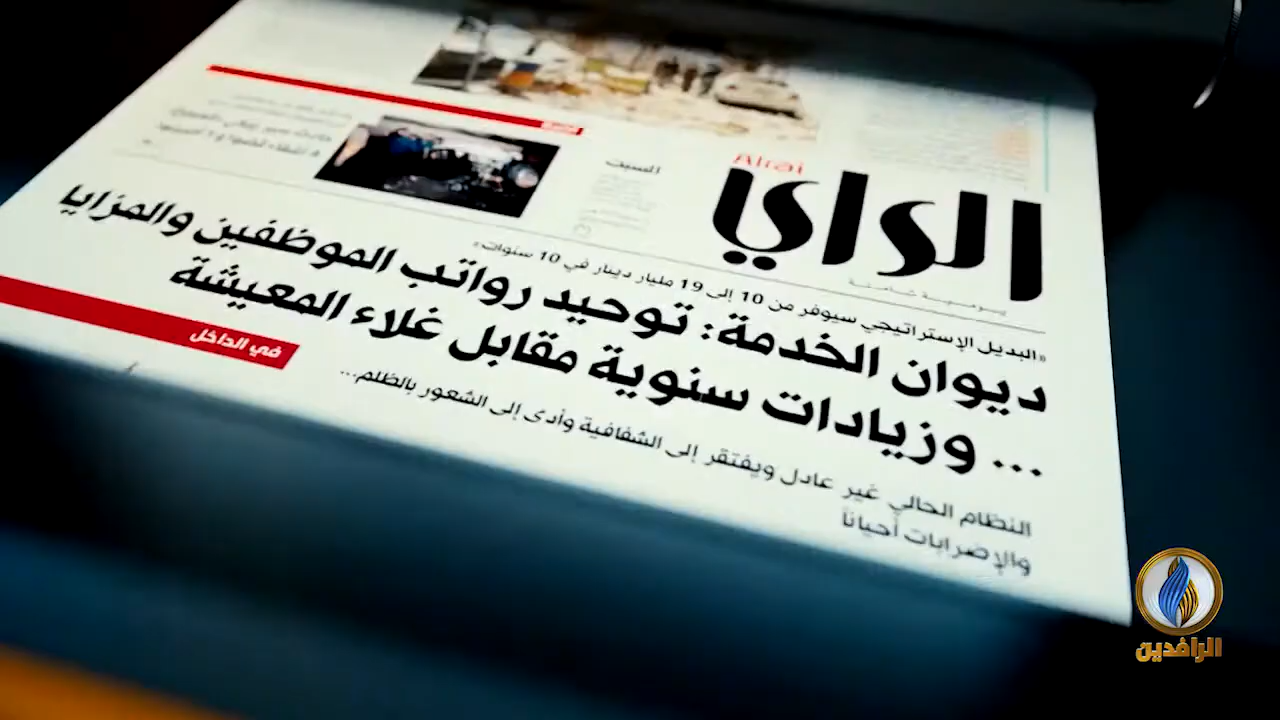 Alrai
الراي
يومية شاملة
السبت
«البديل الإستراتيجي سيوفر من 10 إلى 19 مليار دينار في 10 سنوات»
ديوان الخدمة: توحيد رواتب الموظفين والمزايا
... وزيادات سنوية مقابل غلاء المعيشة
في الداخل
النظام الحالي غير عادل ويفتقر إلى الشفافية وأدى إلى الشعور بالظلم...
والإضرابات أحياناً
الرافدين